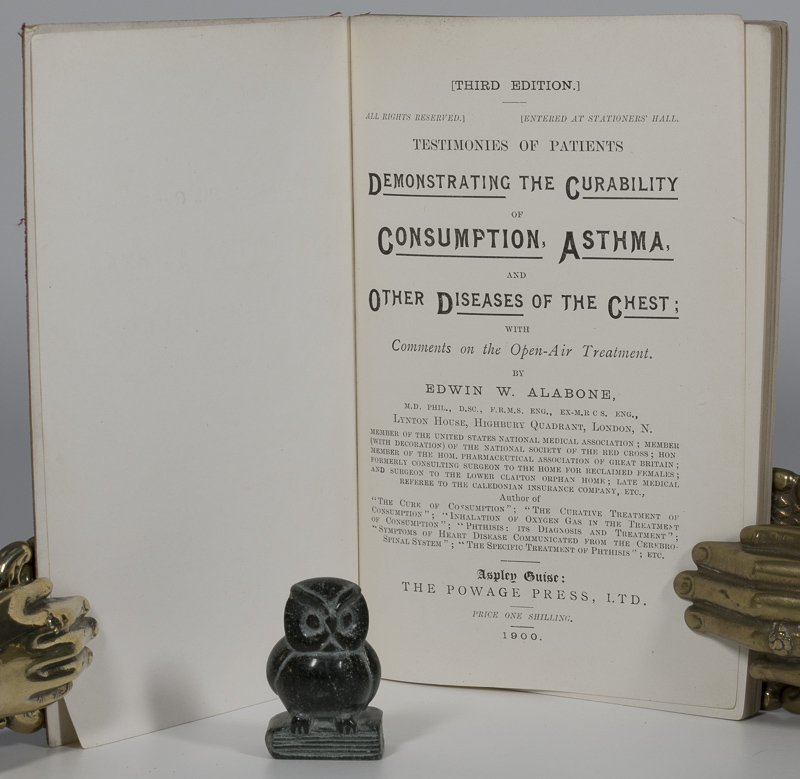 [THIRD EDITION.]
ALL RIGHTS RESERVED.] [ENTERED AT STATIONERS' HALL.
TESTIMONIES OF PATIENTS
DEMONSTRATING THE CURABILITY
OF
CONSUMPTION, ASTHMA,
AND
OTHER DISEASES OF THE CHEST;
WITH
Comments on the Open-Air Treatment.
BY
EDWIN W. ALABONE,
M.D. PHIL., D.SC., F.R.M.S. ENG., EX-M.R C S. ENG.,
LYNTON HOUSE, HIGHBURY QUADRANT, LONDON, N.
MEMBER OF THE UNITED STATES NATIONAL MEDICAL ASSOCIATION; MEMBER
(WITH DECORATION) OF THE NATIONAL SOCIETY OF THE RED CROSS; HON
MEMBER OF THE HOM. PHARMACEUTICAL ASSOCIATION OF GREAT BRITAIN;
FORMERLY CONSULTING SURGEON TO THE HOME FOR RECLAIMED FEMALES;
AND SURGEON TO THE LOWER CLAPTON ORPHAN HOME; LATE MEDICAL
REFEREE TO THE CALEDONIAN INSURANCE COMPANY, ETC.,
Author of
"THE CURE OF CONSUMPTION"; "THE CURATIVE TREATMENT OF
CONSUMPTION"; "INHALATION OF OXYGEN GAS IN THE TREATMENT
OF CONSUMPTION"; "PHTHISIS: ITS DIAGNOSIS AND TREATMENT";
"SYMPTOMS OF HEART DISEASE COMMUNICATED FROM THE CEREBRO-
SPINAL SYSTEM"; "THE SPECIFIC TREATMENT OF PHTHISIS"; ETC.
Aspley Guise:
THE POWAGE PRESS, LTD.
PRICE ONE SHILLING.
1900.